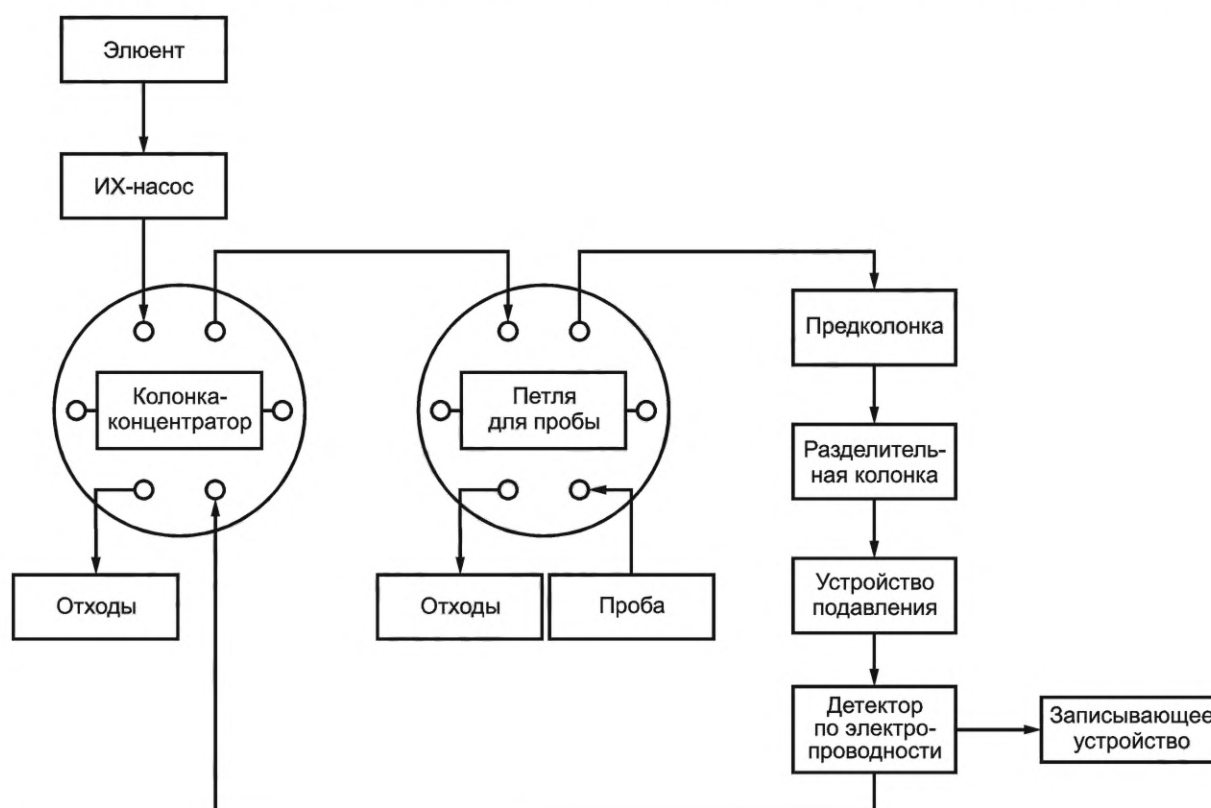 Элюент
ИХ-насос
Предколонка
Колонка-
концентратор
Петля
для пробы
Разделитель-
ная колонка
Отходы
Отходы
Проба
Устройство
подавления
Детектор
по электро-
проводности
Записывающее
устройство